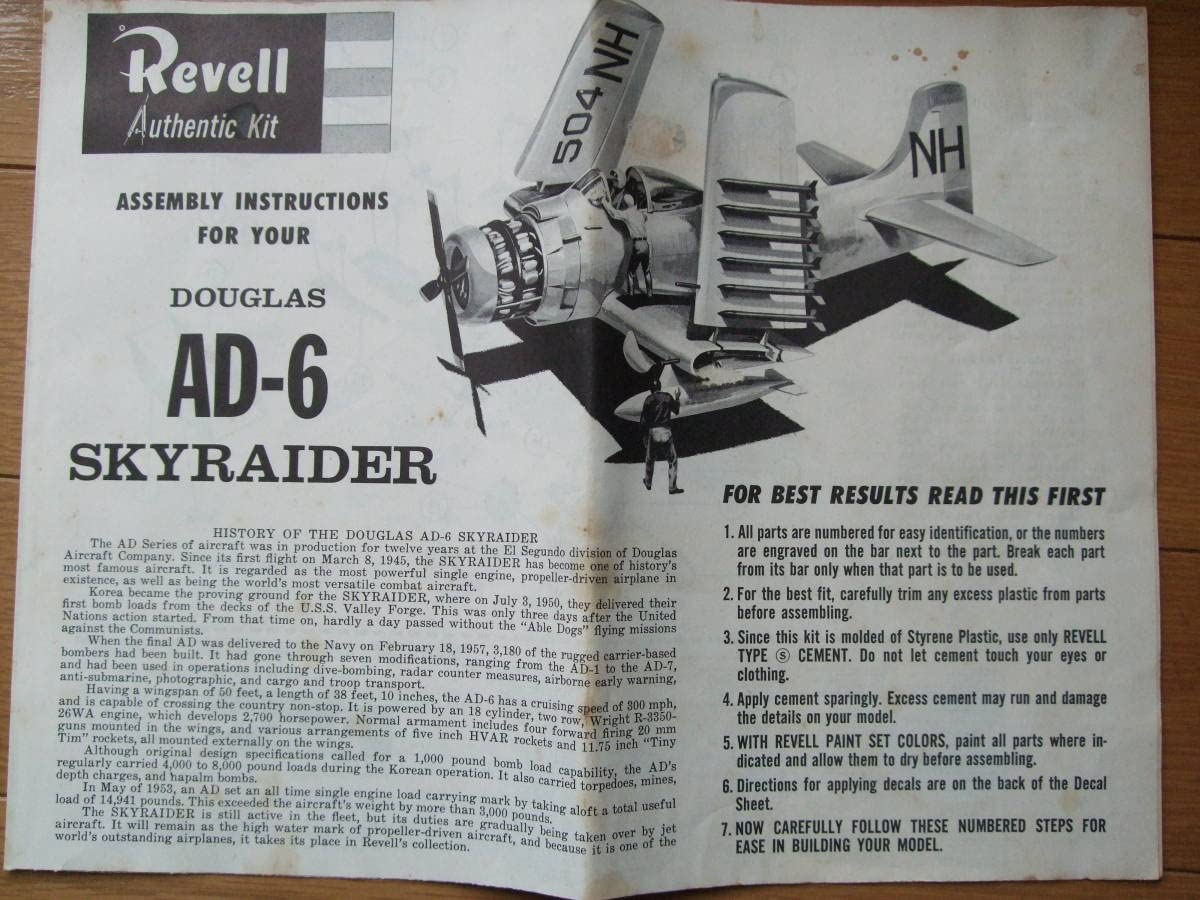 Revell
Authentic Kit
ASSEMBLY INSTRUCTIONS
FOR YOUR
DOUGLAS
AD-6
SKYRAIDER
504 NH
NH
HISTORY OF THE DOUGLAS AD-6 SKYRAIDER
The AD Series of aircraft was in production for twelve years at the El Segundo division of Douglas
Aircraft Company. Since its first flight on March 8, 1945, the SKYRAIDER has become one of history's
most famous aircraft. It is regarded as the most powerful single engine, propeller-driven airplane in
existence, as well as being the world's most versatile combat aircraft.
Korea became the proving ground for the SKYRAIDER, where on July 3, 1950, they delivered their
first bomb loads from the decks of the U.S.S. Valley Forge. This was only three days after the United
Nations action started. From that time on, hardly a day passed without the "Able Dogs" flying missions
against the Communists.
When the final AD was delivered to the Navy on February 18, 1957, 3,180 of the rugged carrier-based
bombers had been built. It had gone through seven modifications, ranging from the AD-1 to the AD-7,
and had been used in operations including dive-bombing, radar counter measures, airborne early warning,
anti-submarine, photographic, and cargo and troop transport.
Having a wingspan of 50 feet, a length of 38 feet, 10 inches, the AD-6 has a cruising speed of 300 mph,
and is capable of crossing the country non-stop. It is powered by an 18 cylinder, two row, Wright R-3350-
26WA engine, which develops 2,700 horsepower. Normal armament includes four forward firing 20 mm
guns mounted in the wings, and various arrangements of five inch HVAR rockets and 11.75 inch "Tiny
Tim" rockets, all mounted externally on the wings.
Although original design specifications called for a 1,000 pound bomb load capability, the AD's
regularly carried 4,000 to 8,000 pound loads during the Korean operation. It also carried torpedoes, mines,
depth charges, and hapalm bombs.
In May of 1953, an AD set an all time single engine load carrying mark by taking aloft a total useful
load of 14,941 pounds. This exceeded the aircraft's weight by more than 3,000 pounds.
The SKYRAIDER is still active in the fleet, but its duties are gradually being taken over by jet
aircraft. It will remain as the high water mark of propeller-driven aircraft, and because it is one of the
world's outstanding airplanes, it takes its place in Revell's collection.
FOR BEST RESULTS READ THIS FIRST
1. All parts are numbered for easy identification, or the numbers
are engraved on the bar next to the part. Break each part
from its bar only when that part is to be used.
2. For the best fit, carefully trim any excess plastic from parts
before assembling.
3. Since this kit is molded of Styrene Plastic, use only REVELL
TYPE Ⓢ CEMENT. Do not let cement touch your eyes or
clothing.
4. Apply cement sparingly. Excess cement may run and damage
the details on your model.
5. WITH REVELL PAINT SET COLORS, paint all parts where in-
dicated and allow them to dry before assembling.
6. Directions for applying decals are on the back of the Decal
Sheet.
7. NOW CAREFULLY FOLLOW THESE NUMBERED STEPS FOR
EASE IN BUILDING YOUR MODEL.